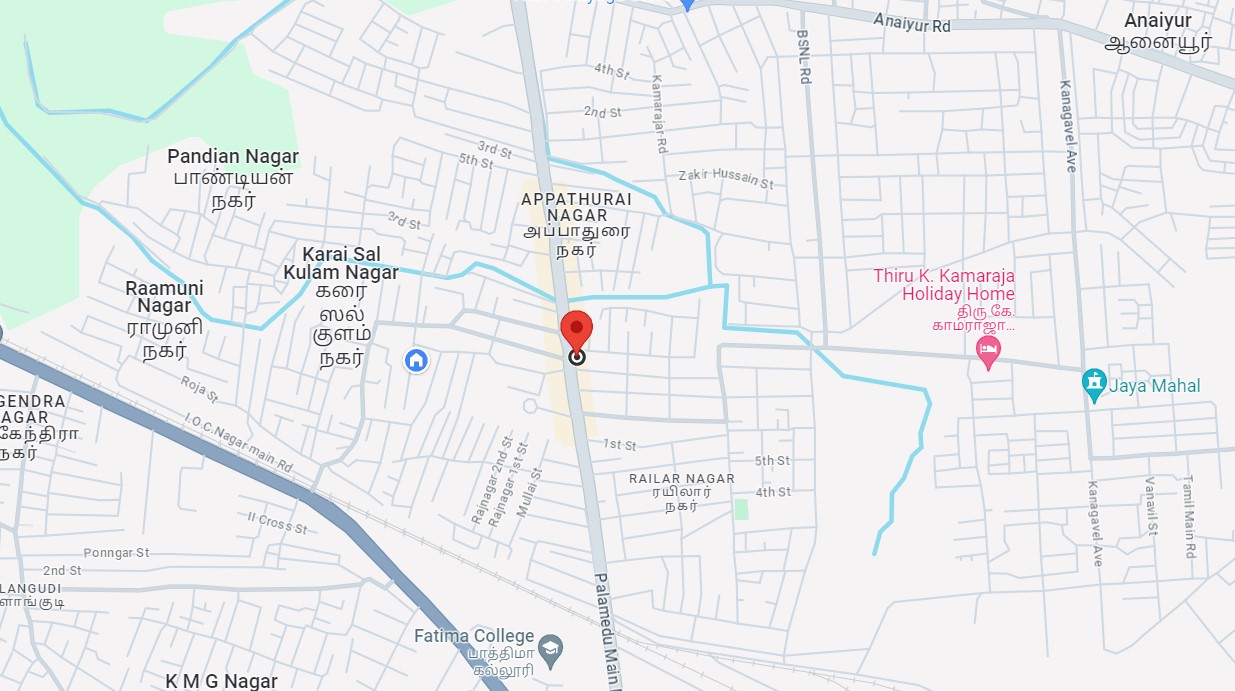 Anaiyur Rd
Anaiyur
ஆனையூர்
BSNL Rd
4th St
Kamarajar Rd
2nd St
Kanagavel Ave
3rd St
5th St
Pandian Nagar
பாண்டியன்
நகர்
Zakir Hussain St
APPATHURAI
NAGAR
அப்பாதுரை
நகர்
3rd St
Karai Sal
Kulam Nagar
கரை
ஸல்
குளம்
நகர்
Raamuni
Nagar
ராமுனி
நகர்
Thiru K. Kamaraja
Holiday Home
திரு கே.
காமராஜா...
Jaya Mahal
Roja St
I.O.C.Nagar main Rd
GENDRA
AGAR
கேந்திரா
நகர்
1st St
Rajnagar 2nd St
Rajnagar 1st St
Mullai St
RAILAR NAGAR
ரயிலார்
நகர்
5th St
4th St
Kanagavel Ave
Vanavil St
Tamil Main Rd
II Cross St
Ponngar St
2nd St
LANGUDI
ளாங்குடி
Palamedu Main
Fatima College
பாத்திமா
கல்லூரி
K M G Nagar